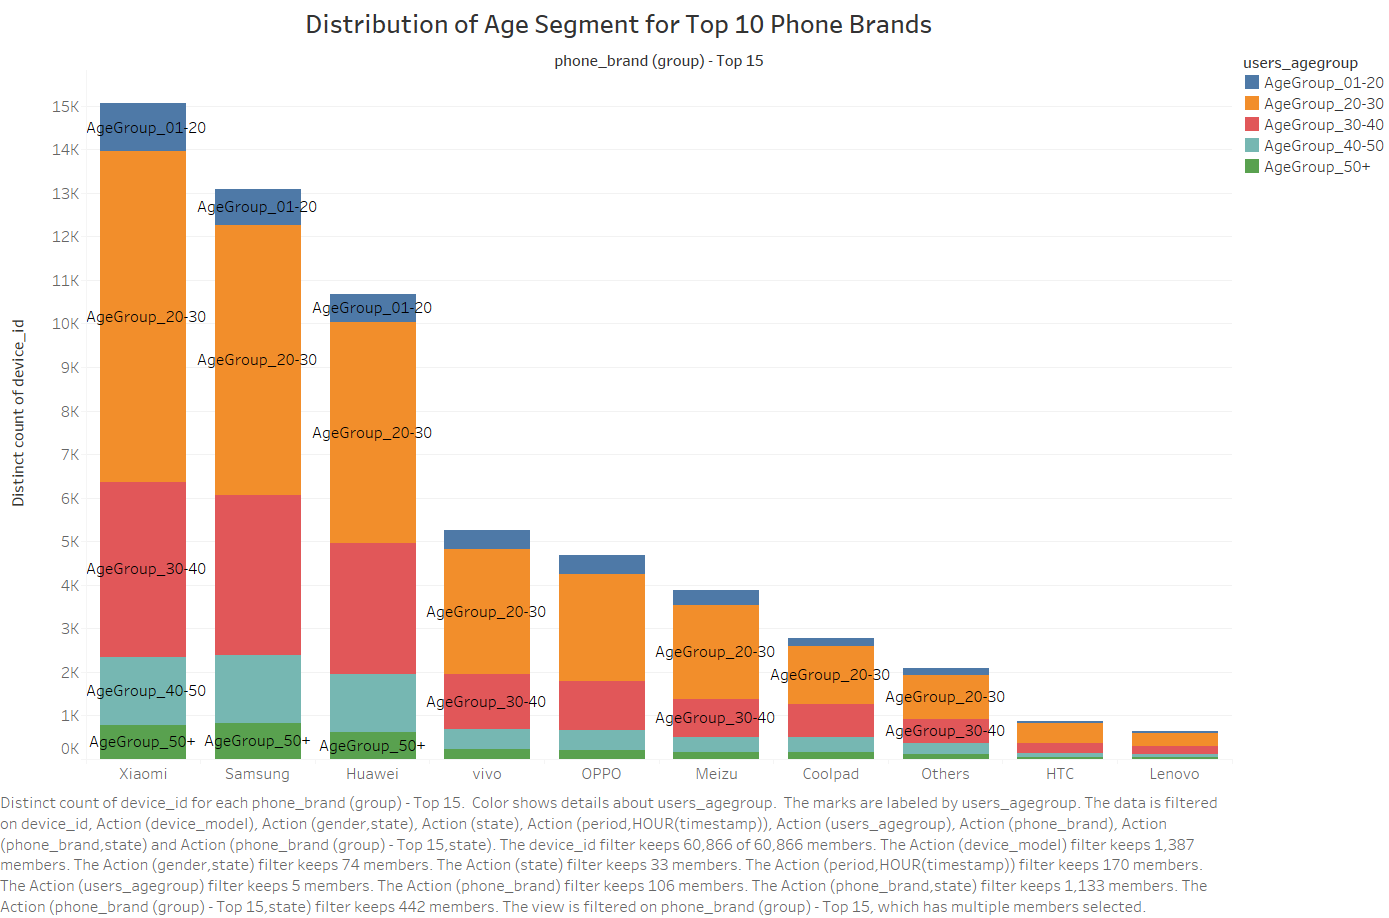 Distribution of Age Segment for Top 10 Phone Brands
phone_brand (group) - Top 15
users_agegroup
AgeGroup_01-20
AgeGroup_20-30
AgeGroup_30-40
AgeGroup_40-50
AgeGroup_50+
Distinct count of device_id
15K
14K
13K
12K
11K
10K
9K
8K
7K
6K
5K
4K
3K
2K
1K
0K
AgeGroup_01-20
AgeGroup_20-30
AgeGroup_30-40
AgeGroup_40-50
AgeGroup_50+
AgeGroup_01-20
AgeGroup_20-30
AgeGroup_50+
AgeGroup_01-20
AgeGroup_20-30
AgeGroup_50+
AgeGroup_20-30
AgeGroup_30-40
AgeGroup_20-30
AgeGroup_30-40
AgeGroup_20-30
AgeGroup_20-30
AgeGroup_30-40
Xiaomi
Samsung
Huawei
vivo
OPPO
Meizu
Coolpad
Others
HTC
Lenovo
Distinct count of device_id for each phone_brand (group) - Top 15.  Color shows details about users_agegroup.  The marks are labeled by users_agegroup. The data is filtered
on device_id, Action (device_model), Action (gender,state), Action (state), Action (period,HOUR(timestamp)), Action (users_agegroup), Action (phone_brand), Action
(phone_brand,state) and Action (phone_brand (group) - Top 15,state). The device_id filter keeps 60,866 of 60,866 members. The Action (device_model) filter keeps 1,387
members. The Action (gender,state) filter keeps 74 members. The Action (state) filter keeps 33 members. The Action (period,HOUR(timestamp)) filter keeps 170 members.
The Action (users_agegroup) filter keeps 5 members. The Action (phone_brand) filter keeps 106 members. The Action (phone_brand,state) filter keeps 1,133 members. The
Action (phone_brand (group) - Top 15,state) filter keeps 442 members. The view is filtered on phone_brand (group) - Top 15, which has multiple members selected.